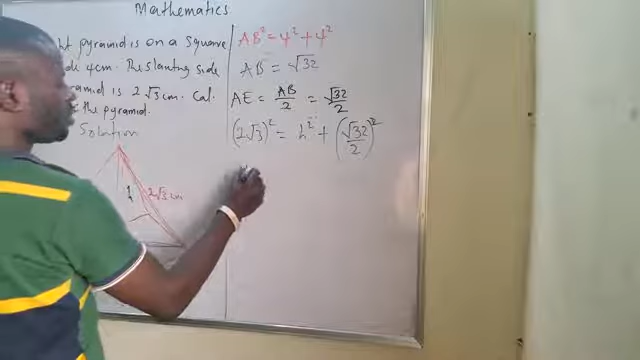 Mathematics
pyramid is on a square
4cm. The slanting side
pyramid is 2√3 cm. Cal.
the pyramid.
Solution
2√3 cm
h
AB² = 4² + 4²
AB = √32
AE = AB/2 = √32/2
(2√3)² = h² + (√32/2)²